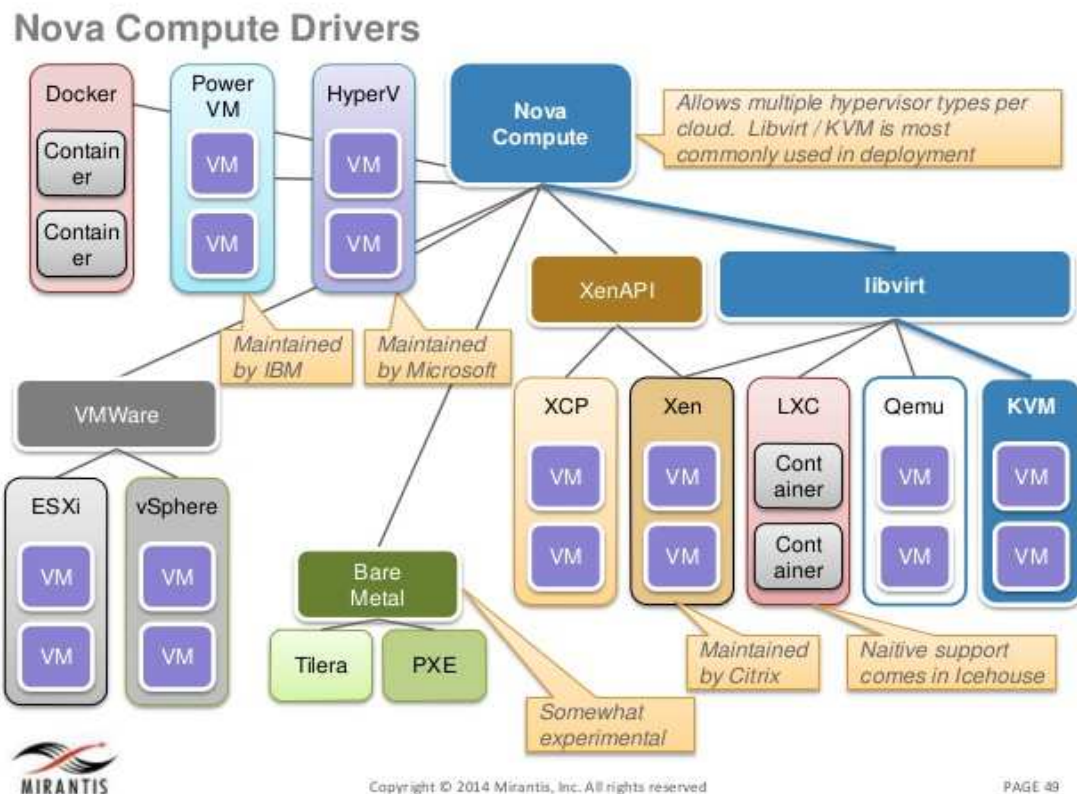 Nova Compute Drivers
Docker
Contain
er
Contain
er
Power
VM
VM
VM
HyperV
VM
VM
Nova
Compute
Allows multiple hypervisor types per
cloud. Libvirt / KVM is most
commonly used in deployment
Maintained
by IBM
Maintained
by Microsoft
XenAPI
libvirt
VMWare
ESXi
VM
VM
vSphere
VM
VM
Bare
Metal
Tilera
PXE
Somewhat
experimental
XCP
VM
VM
Xen
VM
VM
LXC
Cont
ainer
Cont
ainer
Qemu
VM
VM
KVM
VM
VM
Maintained
by Citrix
Naitive support
comes in Icehouse
MIRANTIS
Copyright © 2014 Mirantis, Inc. All rights reserved
PAGE 49